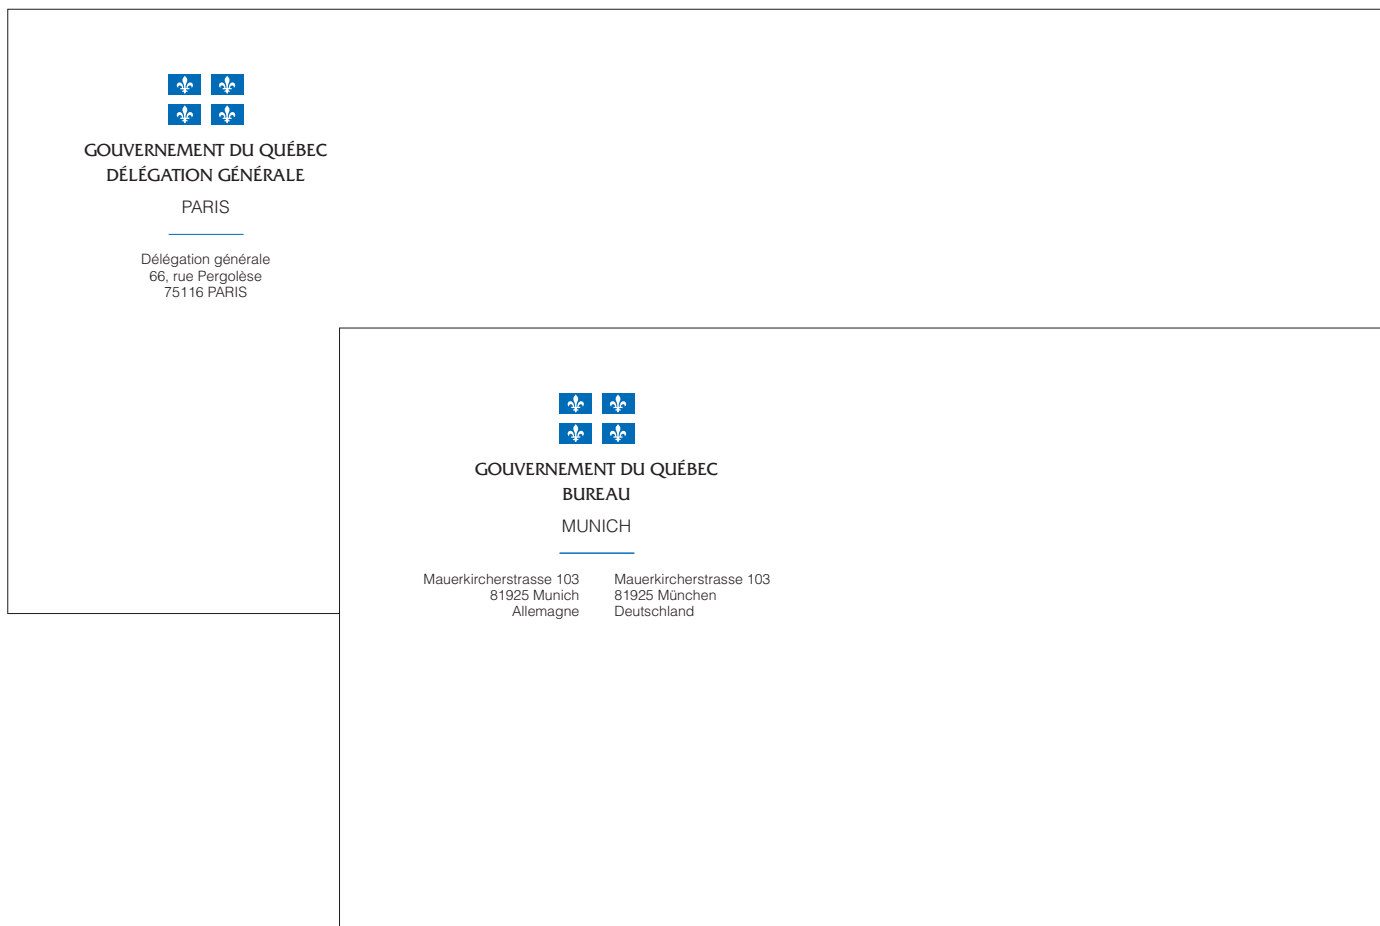 GOUVERNEMENT DU QUÉBEC
DÉLÉGATION GÉNÉRALE
PARIS
Délégation générale
66, rue Pergolèse
75116 PARIS
GOUVERNEMENT DU QUÉBEC
BUREAU
MUNICH
Mauerkircherstrasse 103
81925 Munich
Allemagne
Mauerkircherstrasse 103
81925 München
Deutschland